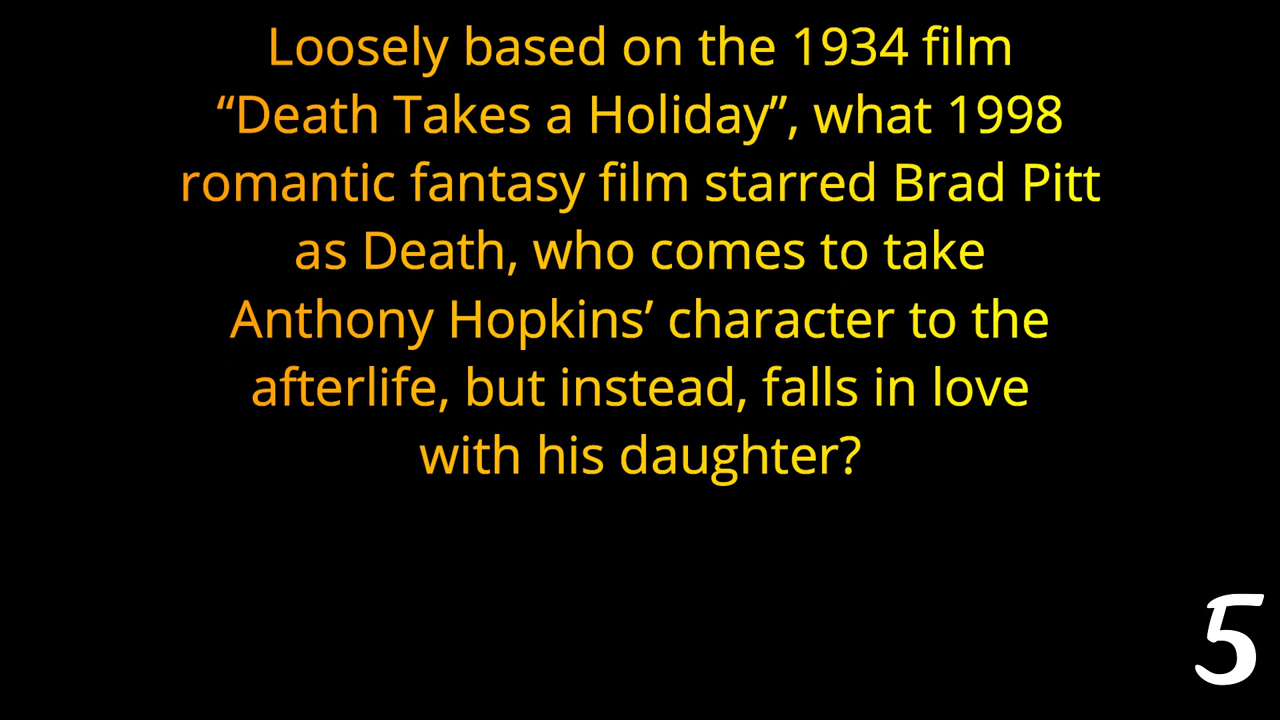 Loosely based on the 1934 film
“Death Takes a Holiday”, what 1998
romantic fantasy film starred Brad Pitt
as Death, who comes to take
Anthony Hopkins’ character to the
afterlife, but instead, falls in love
with his daughter?
5